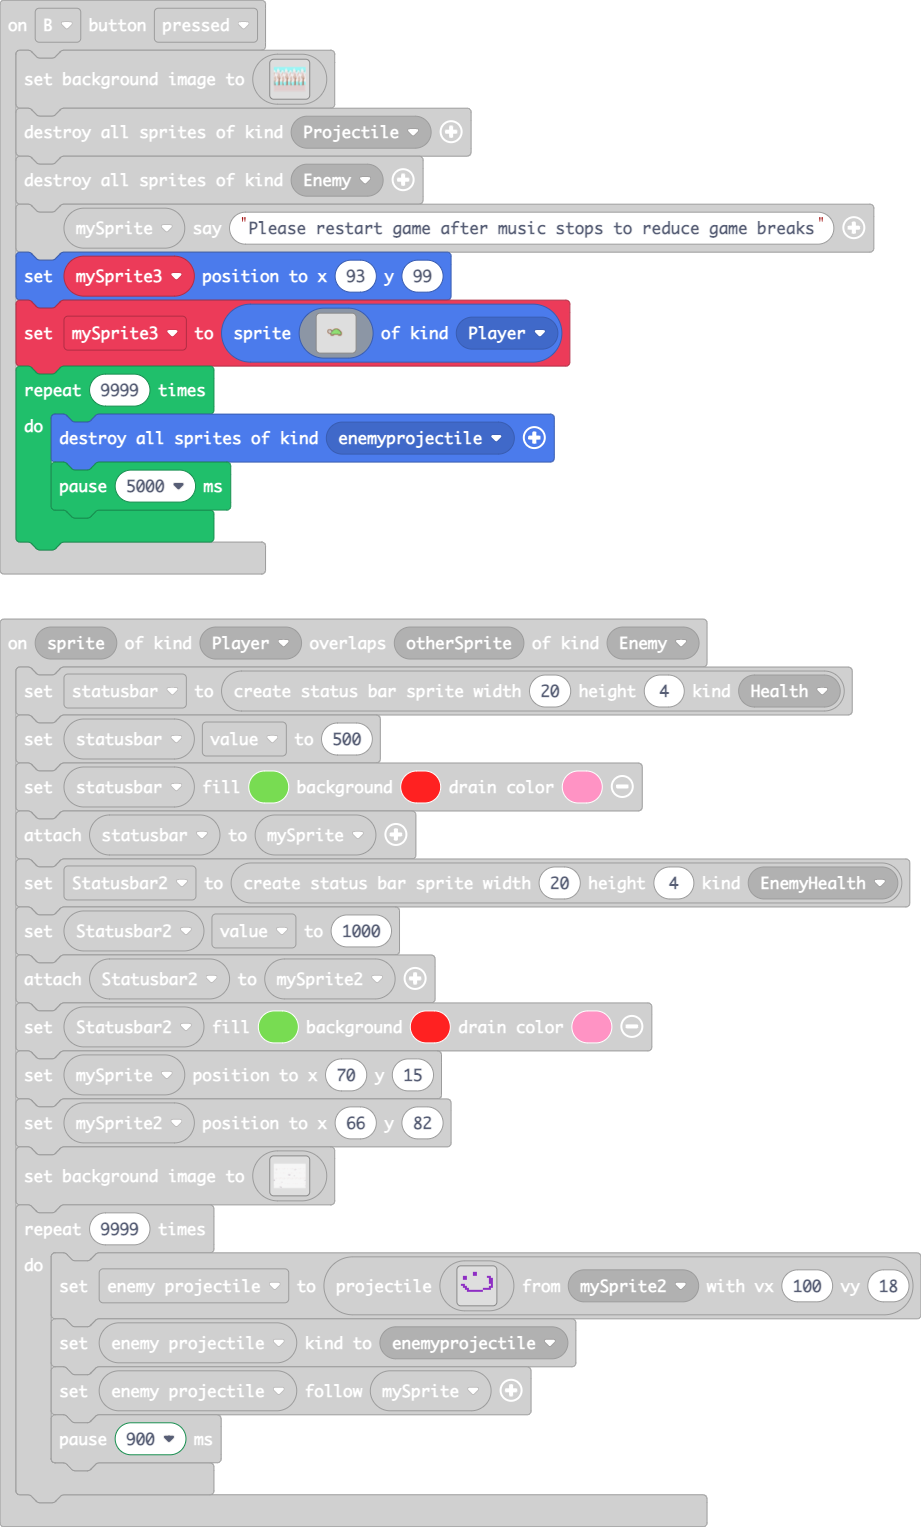 on B button pressed
set background image to
destroy all sprites of kind Projectile
destroy all sprites of kind Enemy
mySprite say "Please restart game after music stops to reduce game breaks"
set mySprite3 position to x 93 y 99
set mySprite3 to sprite of kind Player
repeat 9999 times
do
destroy all sprites of kind enemyprojectile
pause 5000 ms
on sprite of kind Player overlaps otherSprite of kind Enemy
set statusbar to create status bar sprite width 20 height 4 kind Health
set statusbar value to 500
set statusbar fill background drain color
attach statusbar to mySprite
set Statusbar2 to create status bar sprite width 20 height 4 kind EnemyHealth
set Statusbar2 value to 1000
attach Statusbar2 to mySprite2
set Statusbar2 fill background drain color
set mySprite position to x 70 y 15
set mySprite2 position to x 66 y 82
set background image to
repeat 9999 times
do
set enemy projectile to projectile from mySprite2 with vx 100 vy 18
set enemy projectile kind to enemyprojectile
set enemy projectile follow mySprite
pause 900 ms